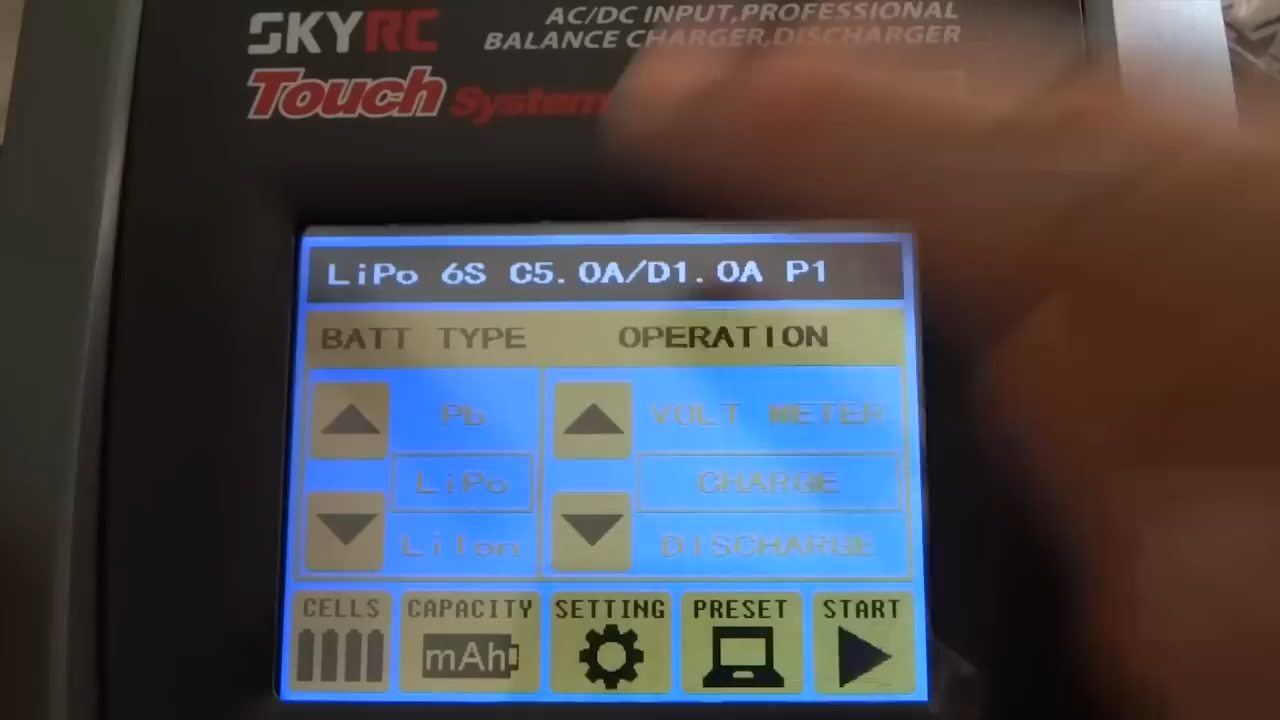 SKYRC
AC/DC INPUT,PROFESSIONAL
BALANCE CHARGER,DISCHARGER
Touch System
LiPo 6S C5.0A/D1.0A P1
BATT TYPE OPERATION
Pb VOLT METER
LiPo CHARGE
LiIon DISCHARGE
CELLS CAPACITY SETTING PRESET START
mAh